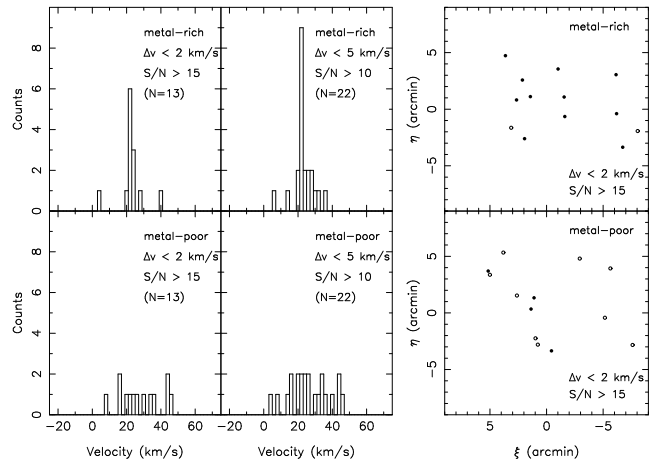 metal-rich
Δv < 2 km/s
S/N > 15
(N=13)
metal-rich
Δv < 5 km/s
S/N > 10
(N=22)
Counts
0
2
4
6
8
metal-rich
Δv < 2 km/s
S/N > 15
η (arcmin)
-5
0
5
metal-poor
Δv < 2 km/s
S/N > 15
(N=13)
metal-poor
Δv < 5 km/s
S/N > 10
(N=22)
Counts
0
2
4
6
8
metal-poor
Δv < 2 km/s
S/N > 15
η (arcmin)
-5
0
5
-20 0 20 40 60
-20 0 20 40 60
5 0 -5
Velocity (km/s)
Velocity (km/s)
ξ (arcmin)